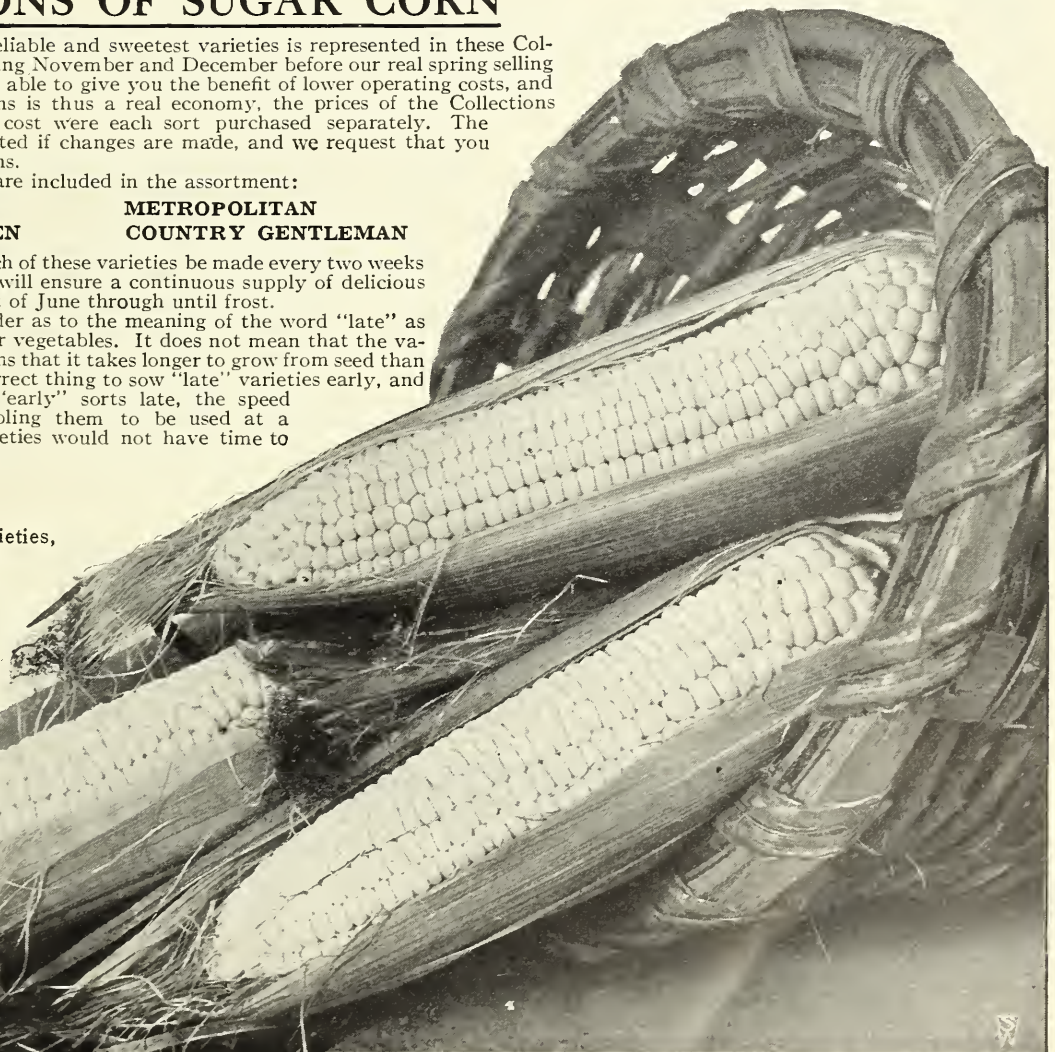 ONS OF SUGAR CORN
eliable and sweetest varieties is represented in these Col-
ing November and December before our real spring selling
able to give you the benefit of lower operating costs, and
ns is thus a real economy, the prices of the Collections
cost were each sort purchased separately. The
ted if changes are made, and we request that you
ns.
are included in the assortment:
METROPOLITAN
EN COUNTRY GENTLEMAN
ch of these varieties be made every two weeks
will ensure a continuous supply of delicious
of June through until frost.
der as to the meaning of the word "late" as
r vegetables. It does not mean that the va-
ns that it takes longer to grow from seed than
rrect thing to sow "late" varieties early, and
"early" sorts late, the speed
bling them to be used at a
eties would not have time to
ieties,